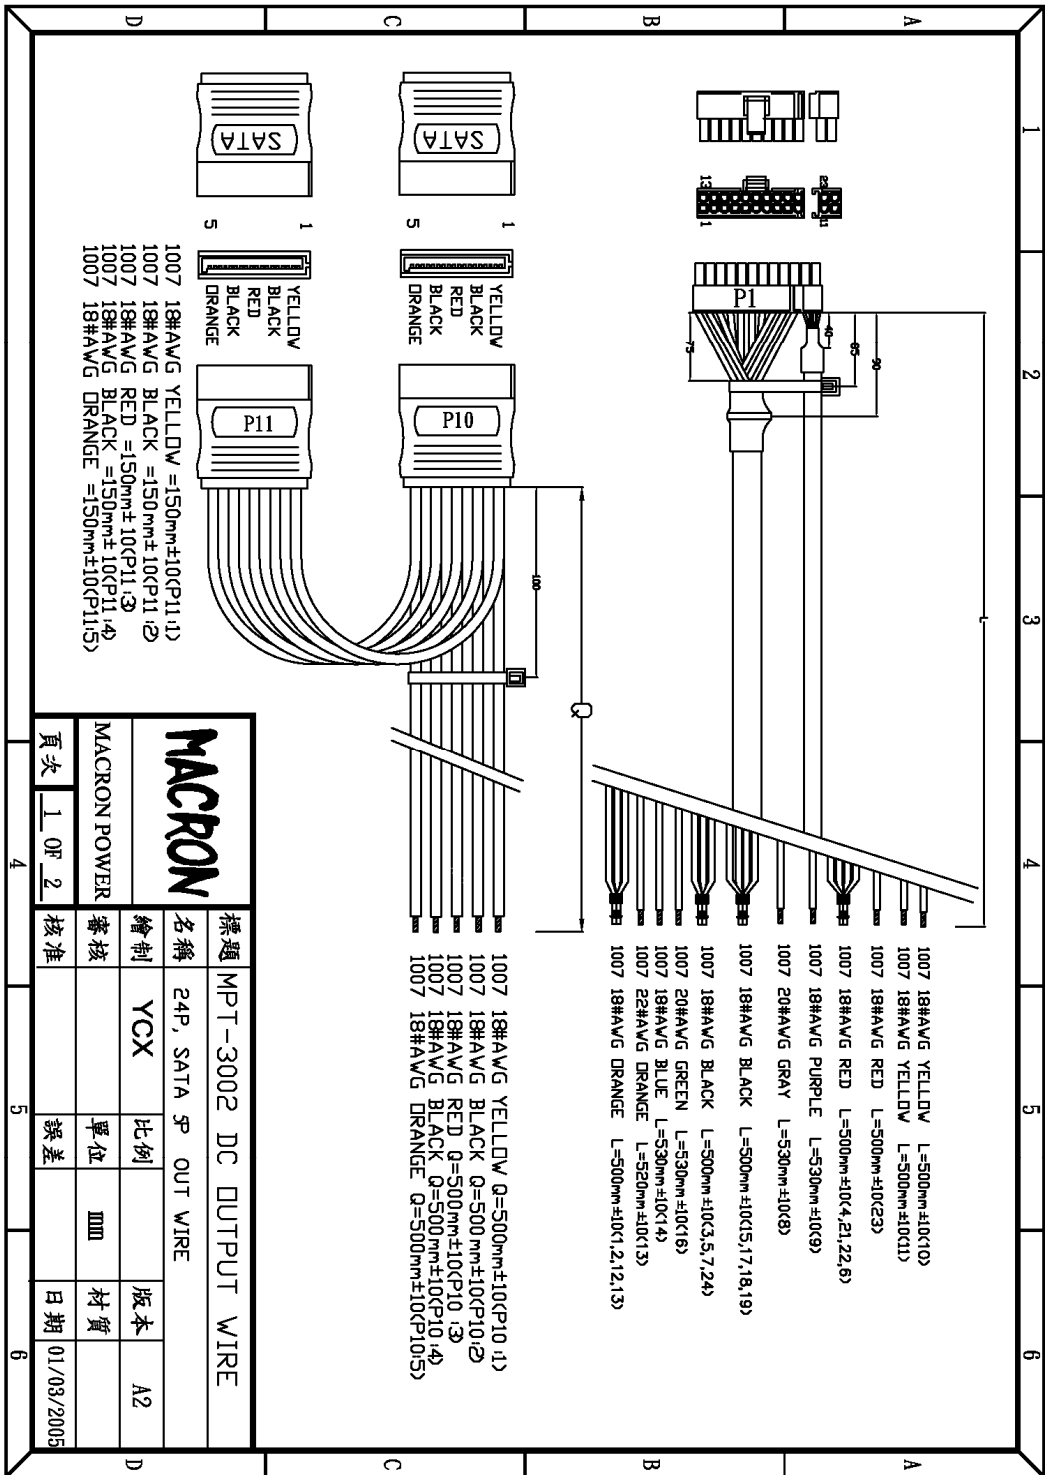 1
2
3
4
5
6
A
B
C
D
13
1
23
11
P1
40
85
90
75
L
1007 18#AWG YELLOW L=500mm±10(10)
1007 18#AWG YELLOW L=500mm±10(11)
1007 18#AWG RED L=500mm±10(23)
1007 18#AWG RED L=500mm±10(4,21,22,6)
1007 18#AWG PURPLE L=530mm±10(9)
1007 20#AWG GRAY L=530mm±10(8)
1007 18#AWG BLACK L=500mm±10(15,17,18,19)
1007 18#AWG BLACK L=500mm±10(3,5,7,24)
1007 20#AWG GREEN L=530mm±10(16)
1007 18#AWG BLUE L=530mm±10(14)
1007 22#AWG ORANGE L=520mm±10(13)
1007 18#AWG ORANGE L=500mm±10(1,2,12,13)
SATA
1
5
YELLOW
BLACK
RED
BLACK
ORANGE
P10
100
Q
1007 18#AWG YELLOW Q=500mm±10(P10:1)
1007 18#AWG BLACK Q=500mm±10(P10:2)
1007 18#AWG RED Q=500mm±10(P10:3)
1007 18#AWG BLACK Q=500mm±10(P10:4)
1007 18#AWG ORANGE Q=500mm±10(P10:5)
SATA
1
5
YELLOW
BLACK
RED
BLACK
ORANGE
P11
1007 18#AWG YELLOW =150mm±10(P11:1)
1007 18#AWG BLACK =150mm±10(P11:2)
1007 18#AWG RED =150mm±10(P11:3)
1007 18#AWG BLACK =150mm±10(P11:4)
1007 18#AWG ORANGE =150mm±10(P11:5)
MACRON
MACRON POWER
頁次 1 OF 2
標題 MPT-3002 DC OUTPUT WIRE
名稱 24P, SATA 5P OUT WIRE
繪制 YCX 比例 版本 A2
審核 單位 mm 材質
核准 誤差 日期 01/03/2005
1
2
3
4
5
6
A
B
C
D